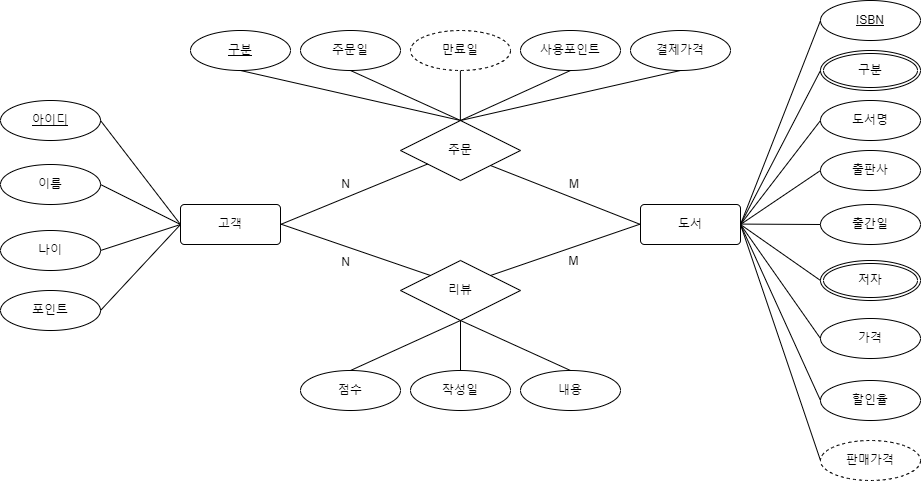 ISBN
구분
주문일
만료일
사용포인트
결제가격
구분
아이디
도서명
주문
출판사
이름
N
M
고객
도서
출간일
나이
N
M
저자
리뷰
포인트
가격
점수
작성일
내용
할인율
판매가격